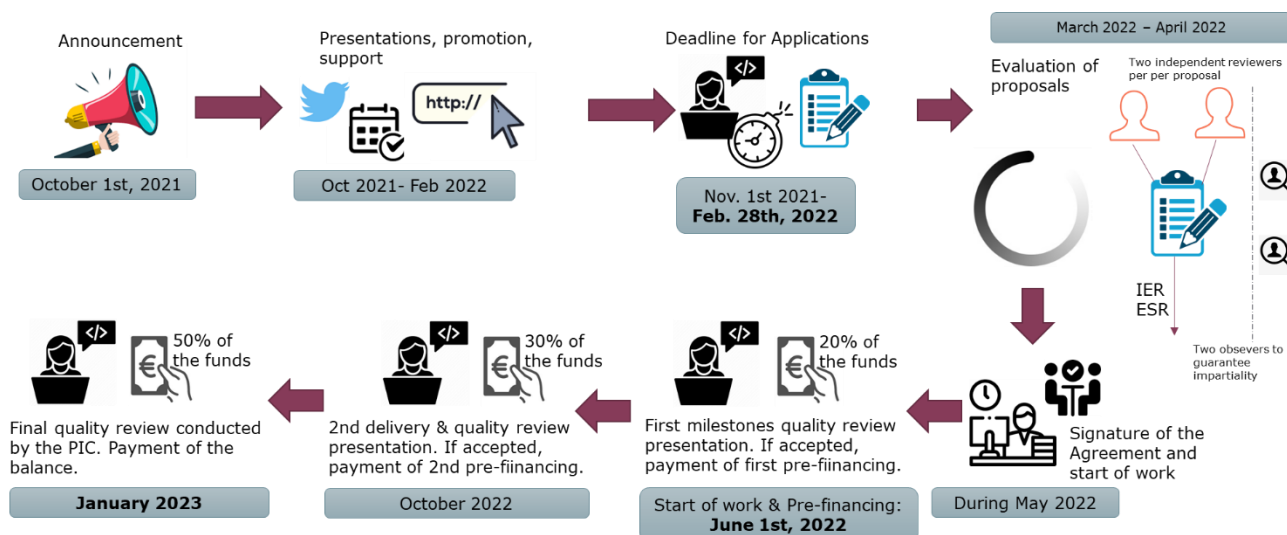 Announcement
October 1st, 2021
Presentations, promotion,
support
http://
Oct 2021- Feb 2022
Deadline for Applications
</>
Nov. 1st 2021-
Feb. 28th, 2022
March 2022 – April 2022
Evaluation of
proposals
Two independent reviewers
per per proposal
IER
ESR
Two obsevers to
guarantee
impartiality
Signature of the
Agreement and
start of work
During May 2022
</>
20% of
the funds
€
First milestones quality review
presentation. If accepted,
payment of first pre-fiinancing.
Start of work & Pre-financing:
June 1st, 2022
</>
30% of
the funds
€
2nd delivery & quality review
presentation. If accepted,
payment of 2nd pre-fiinancing.
October 2022
</>
50% of
the funds
€
Final quality review conducted
by the PIC. Payment of the
balance.
January 2023